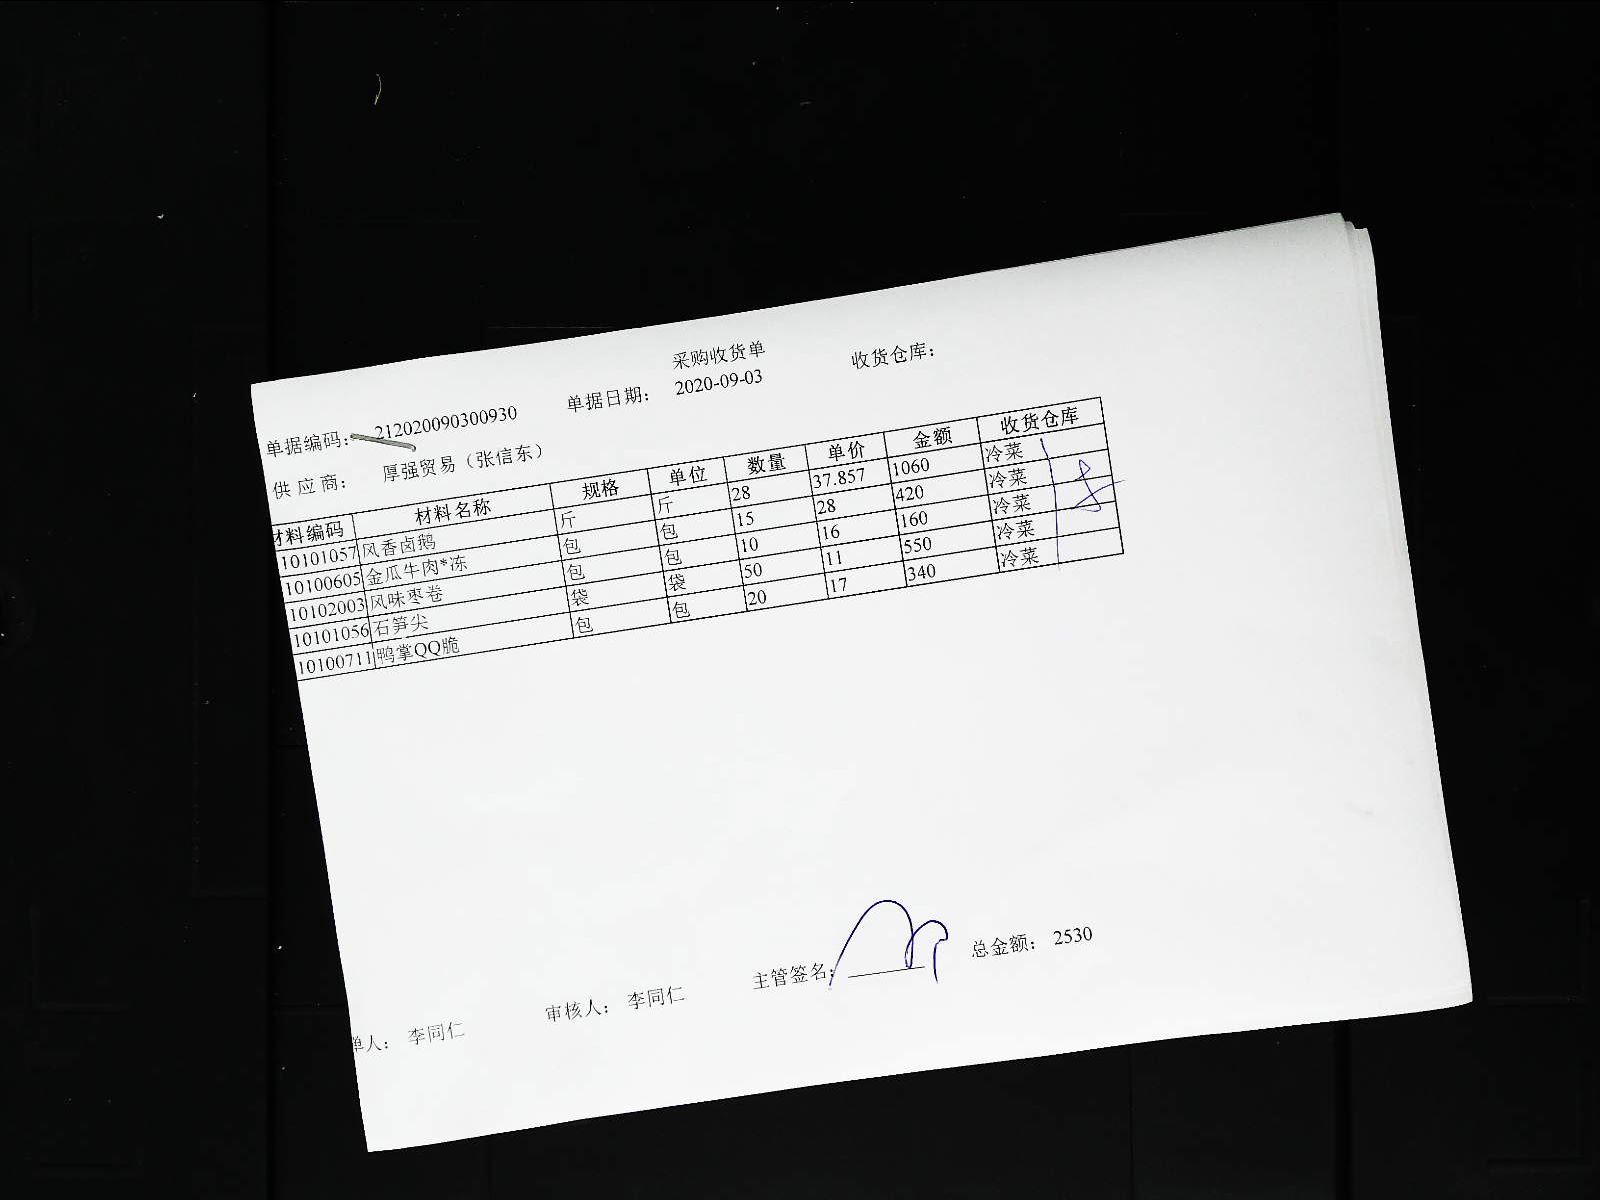 采购收货单
单据编码： 212020090300930 单据日期： 2020-09-03 收货仓库：
供 应 商： 厚强贸易（张信东）
材料编码 材料名称 规格 单位 数量 单价 金额 收货仓库
10101057 风香卤鹅 斤 斤 28 37.857 1060 冷菜
10100605 金瓜牛肉*冻 包 包 15 28 420 冷菜
10102003 风味枣卷 包 包 10 16 160 冷菜
10101056 石笋尖 袋 袋 50 11 550 冷菜
10100711 鸭掌QQ脆 包 包 20 17 340 冷菜
单人： 李同仁 审核人： 李同仁 主管签名： 总金额： 2530